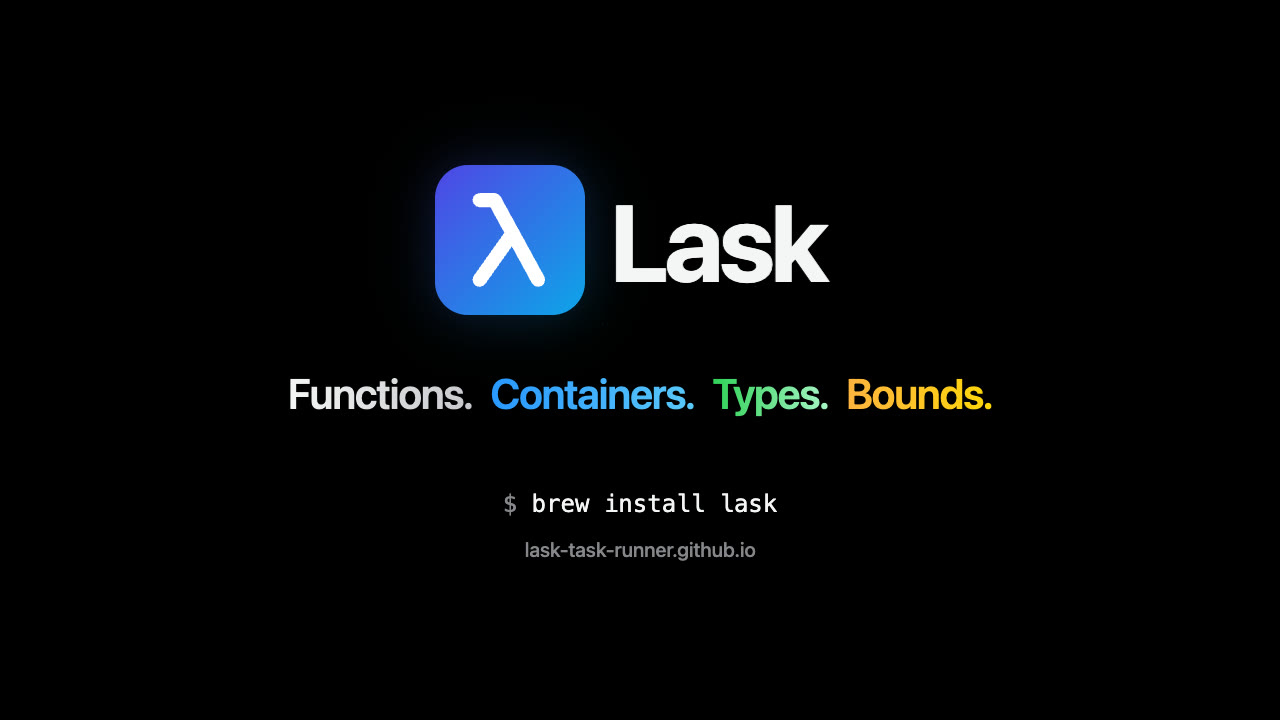 λ Lask
Functions. Containers. Types. Bounds.
$ brew install lask
lask-task-runner.github.io